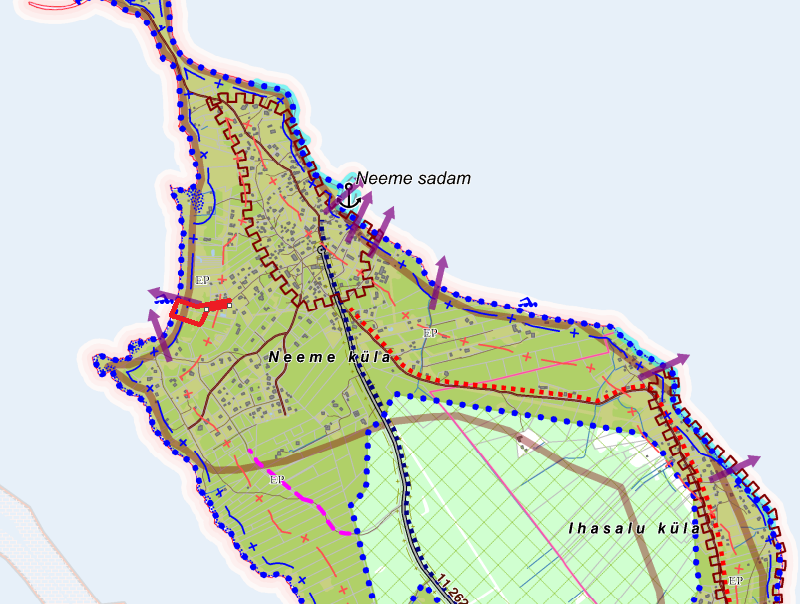 Neeme sadam
EP
EP
Neeme küla
EP
Ihasalu küla
EP
11,262